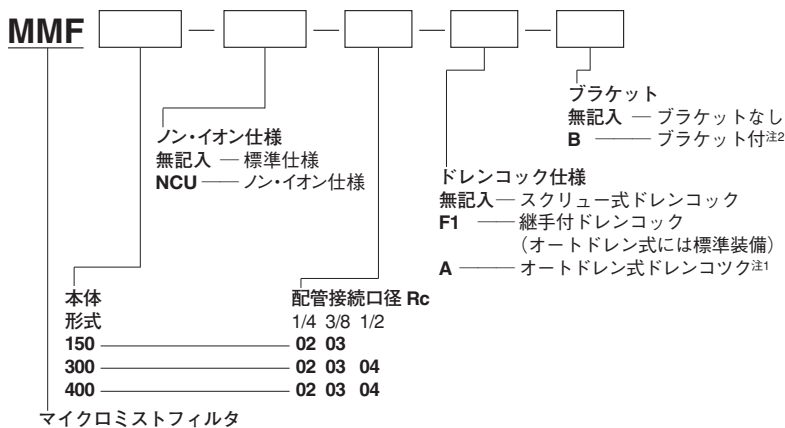 MMF
ブラケット
無記入 ― ブラケットなし
B ―― ブラケット付注2
ノン・イオン仕様
無記入 ― 標準仕様
NCU ―― ノン・イオン仕様
ドレンコック仕様
無記入 ― スクリュー式ドレンコック
F1 ―― 継手付ドレンコック
（オートドレン式には標準装備）
A ―― オートドレン式ドレンコツク注1
本体
形式
配管接続口径 Rc
1/4 3/8 1/2
150 02 03
300 02 03 04
400 02 03 04
マイクロミストフィルタ